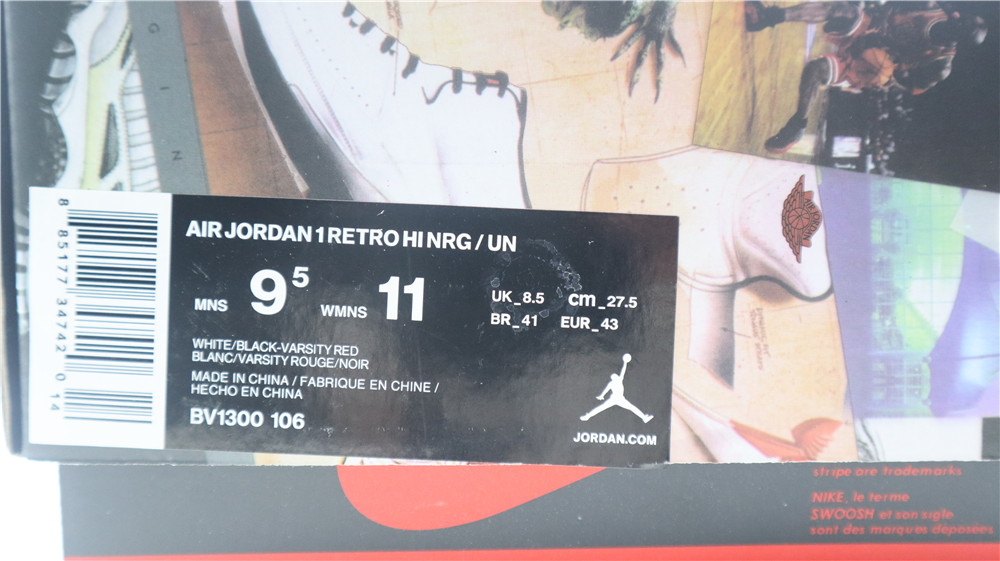 G I N
8 85177 34742 014
AIR JORDAN 1 RETRO HI NRG / UN
MNS 9⁵ WMNS 11
UK_8.5 cm_27.5
BR_41 EUR_43
WHITE/BLACK-VARSITY RED
BLANC/VARSITY ROUGE/NOIR
MADE IN CHINA / FABRIQUE EN CHINE /
HECHO EN CHINA
BV1300 106
JORDAN.COM
stripe are trademarks
NIKE, le terme
SWOOSH et son sigle
sont des marques déposées